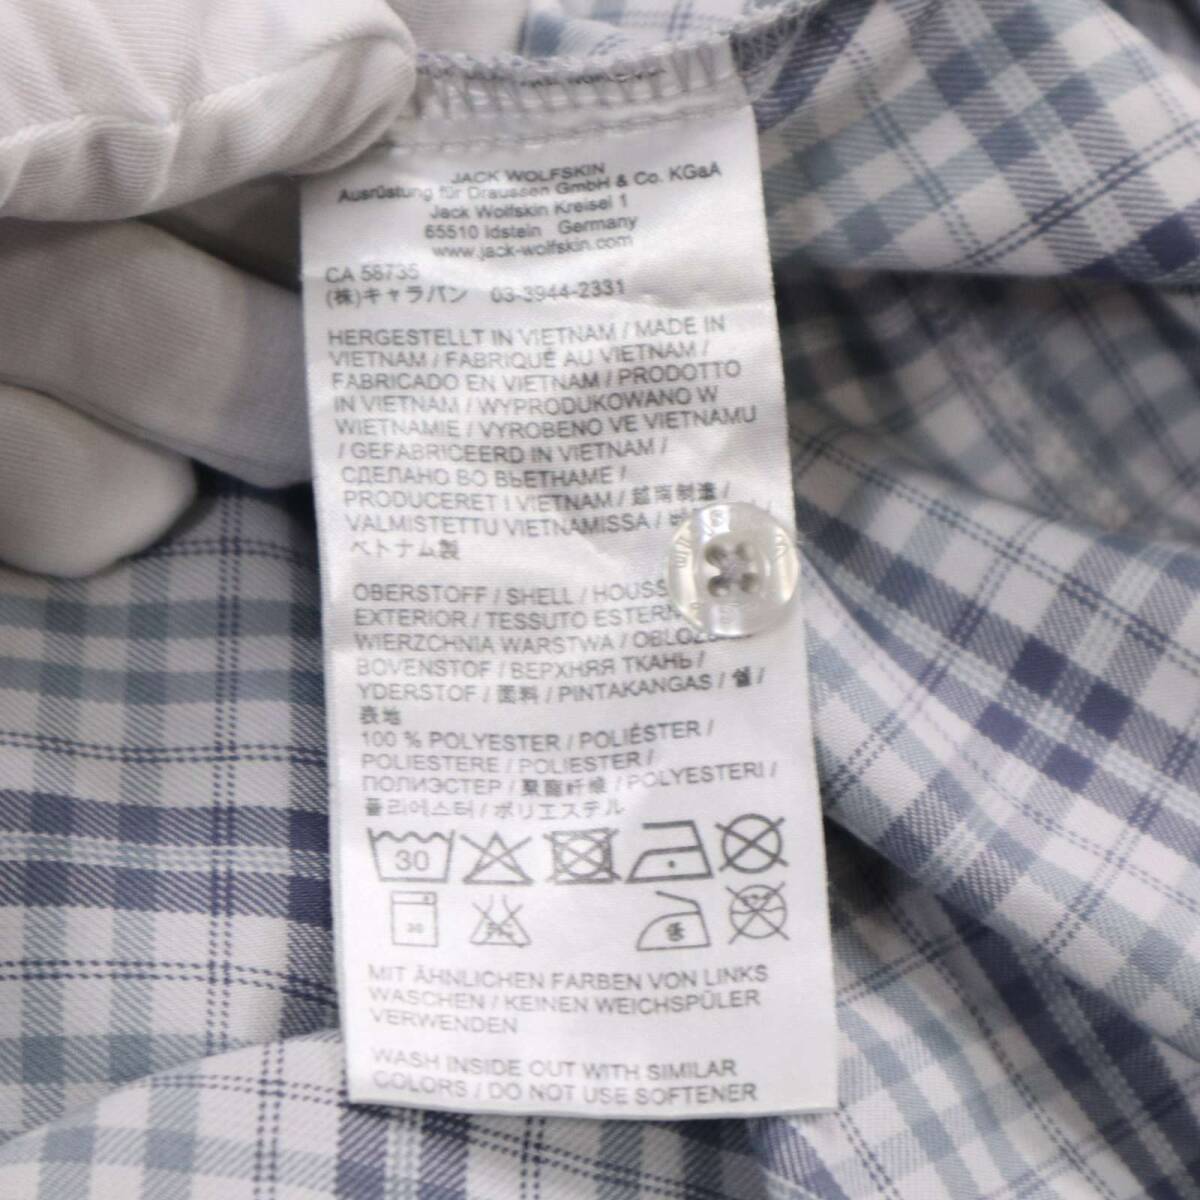 JACK WOLFSKIN
Ausrüstung für Draussen GmbH & Co. KGaA
Jack Wolfskin Kreisel 1
65510 Idstein Germany
www.jack-wolfskin.com
CA 56735
(株)キャラバン 03-3944-2331
HERGESTELLT IN VIETNAM / MADE IN
VIETNAM / FABRIQUÉ AU VIETNAM /
FABRICADO EN VIETNAM / PRODOTTO
IN VIETNAM / WYPRODUKOWANO W
WIETNAMIE / VYROBENO VE VIETNAMU
/ GEFABRICEERD IN VIETNAM /
СДЕЛАНО ВО ВЬЕТНАМЕ /
PRODUCERET I VIETNAM / 越南制造 /
VALMISTETTU VIETNAMISSA /
ベトナム製
OBERSTOFF / SHELL /
EXTERIOR / TESSUTO
WIERZCHNIA WARSTWA /
BOVENSTOF / ВЕРХНЯЯ ТКАНЬ /
YDERSTOF / 面料 / PINTAKANGAS / 쉘 /
表地
100 % POLYESTER / POLIÉSTER /
POLIESTERE / POLIESTER /
ПОЛИЭСТЕР / 聚酯纤维 / POLYESTERI /
폴리에스터 / ポリエステル
30
30
MIT ÄHNLICHEN FARBEN VON LINKS
WASCHEN / KEINEN WEICHSPÜLER
VERWENDEN
WASH INSIDE OUT WITH SIMILAR
COLORS / DO NOT USE SOFTENER